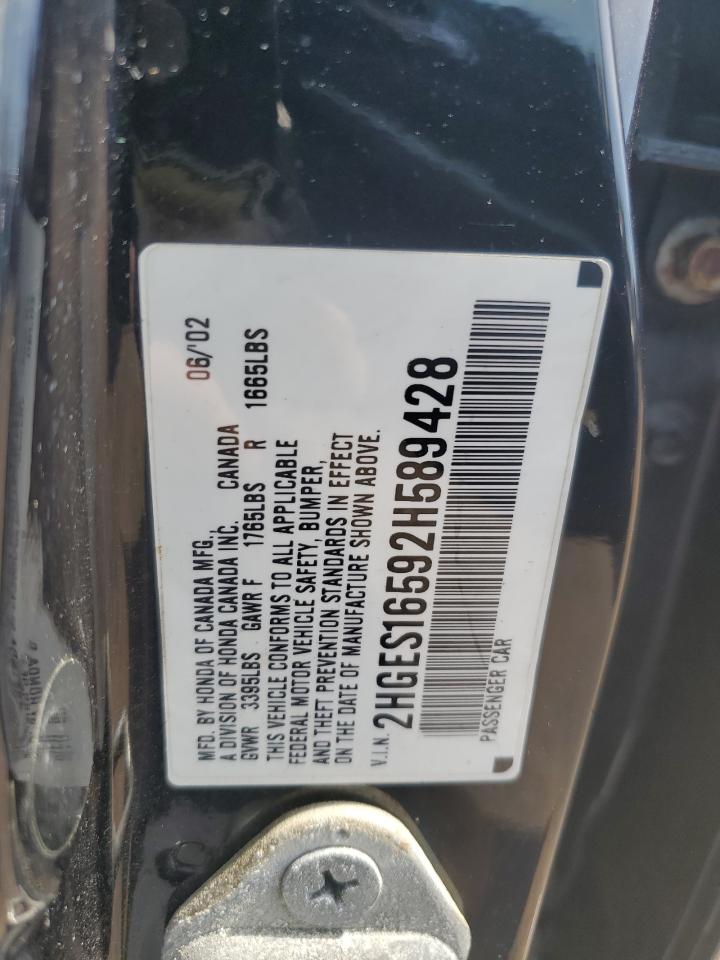 MFD. BY HONDA OF CANADA MFG., 06/'02
A DIVISION OF HONDA CANADA INC. CANADA
GVWR 3395LBS GAWR F 1765LBS R 1665LBS
THIS VEHICLE CONFORMS TO ALL APPLICABLE
FEDERAL MOTOR VEHICLE SAFETY, BUMPER,
AND THEFT PREVENTION STANDARDS IN EFFECT
ON THE DATE OF MANUFACTURE SHOWN ABOVE.
V.I.N. 2HGES16592H589428
PASSENGER CAR